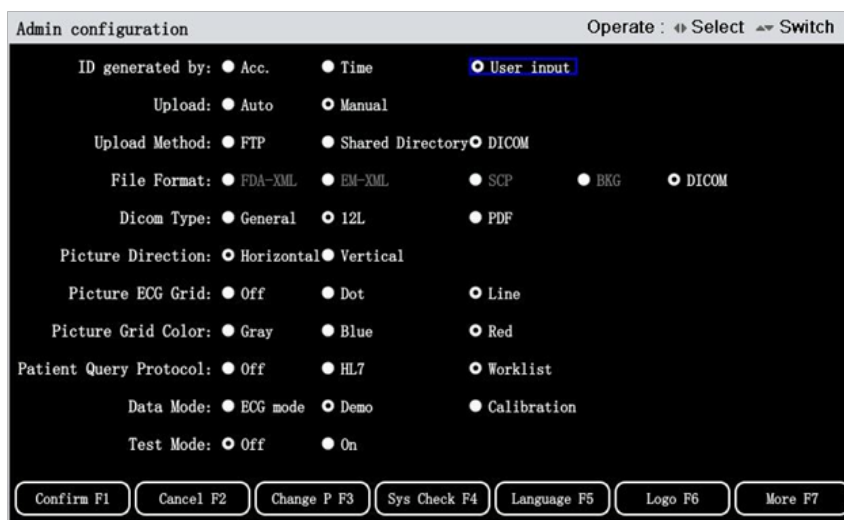 Admin configuration Operate : Select Switch
ID generated by: Acc. Time User input
Upload: Auto Manual
Upload Method: FTP Shared Directory DICOM
File Format: FDA-XML EM-XML SCP BKG DICOM
Dicom Type: General 12L PDF
Picture Direction: Horizontal Vertical
Picture ECG Grid: Off Dot Line
Picture Grid Color: Gray Blue Red
Patient Query Protocol: Off HL7 Worklist
Data Mode: ECG mode Demo Calibration
Test Mode: Off On
Confirm F1 Cancel F2 Change P F3 Sys Check F4 Language F5 Logo F6 More F7